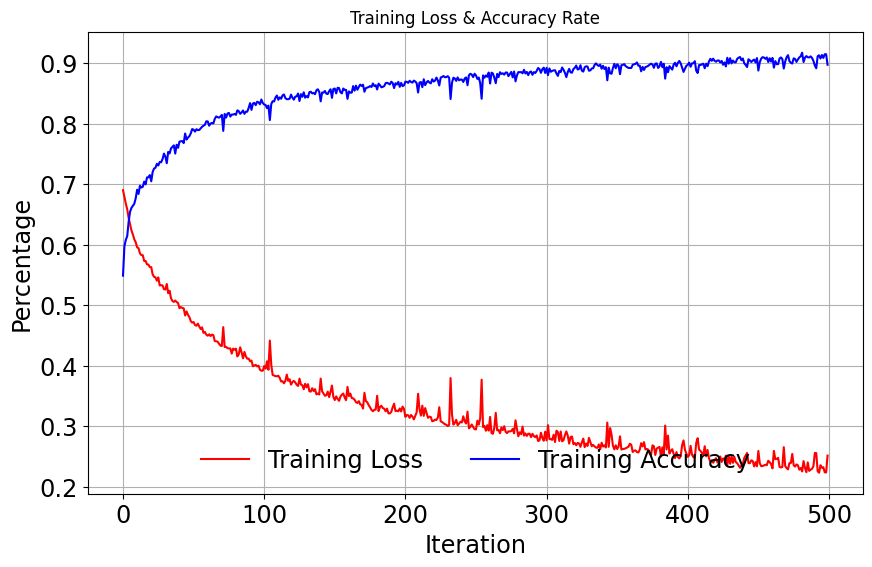 Training Loss & Accuracy Rate
Percentage
0.9
0.8
0.7
0.6
0.5
0.4
0.3
0.2
Training Loss Training Accuracy
0 100 200 300 400 500
Iteration